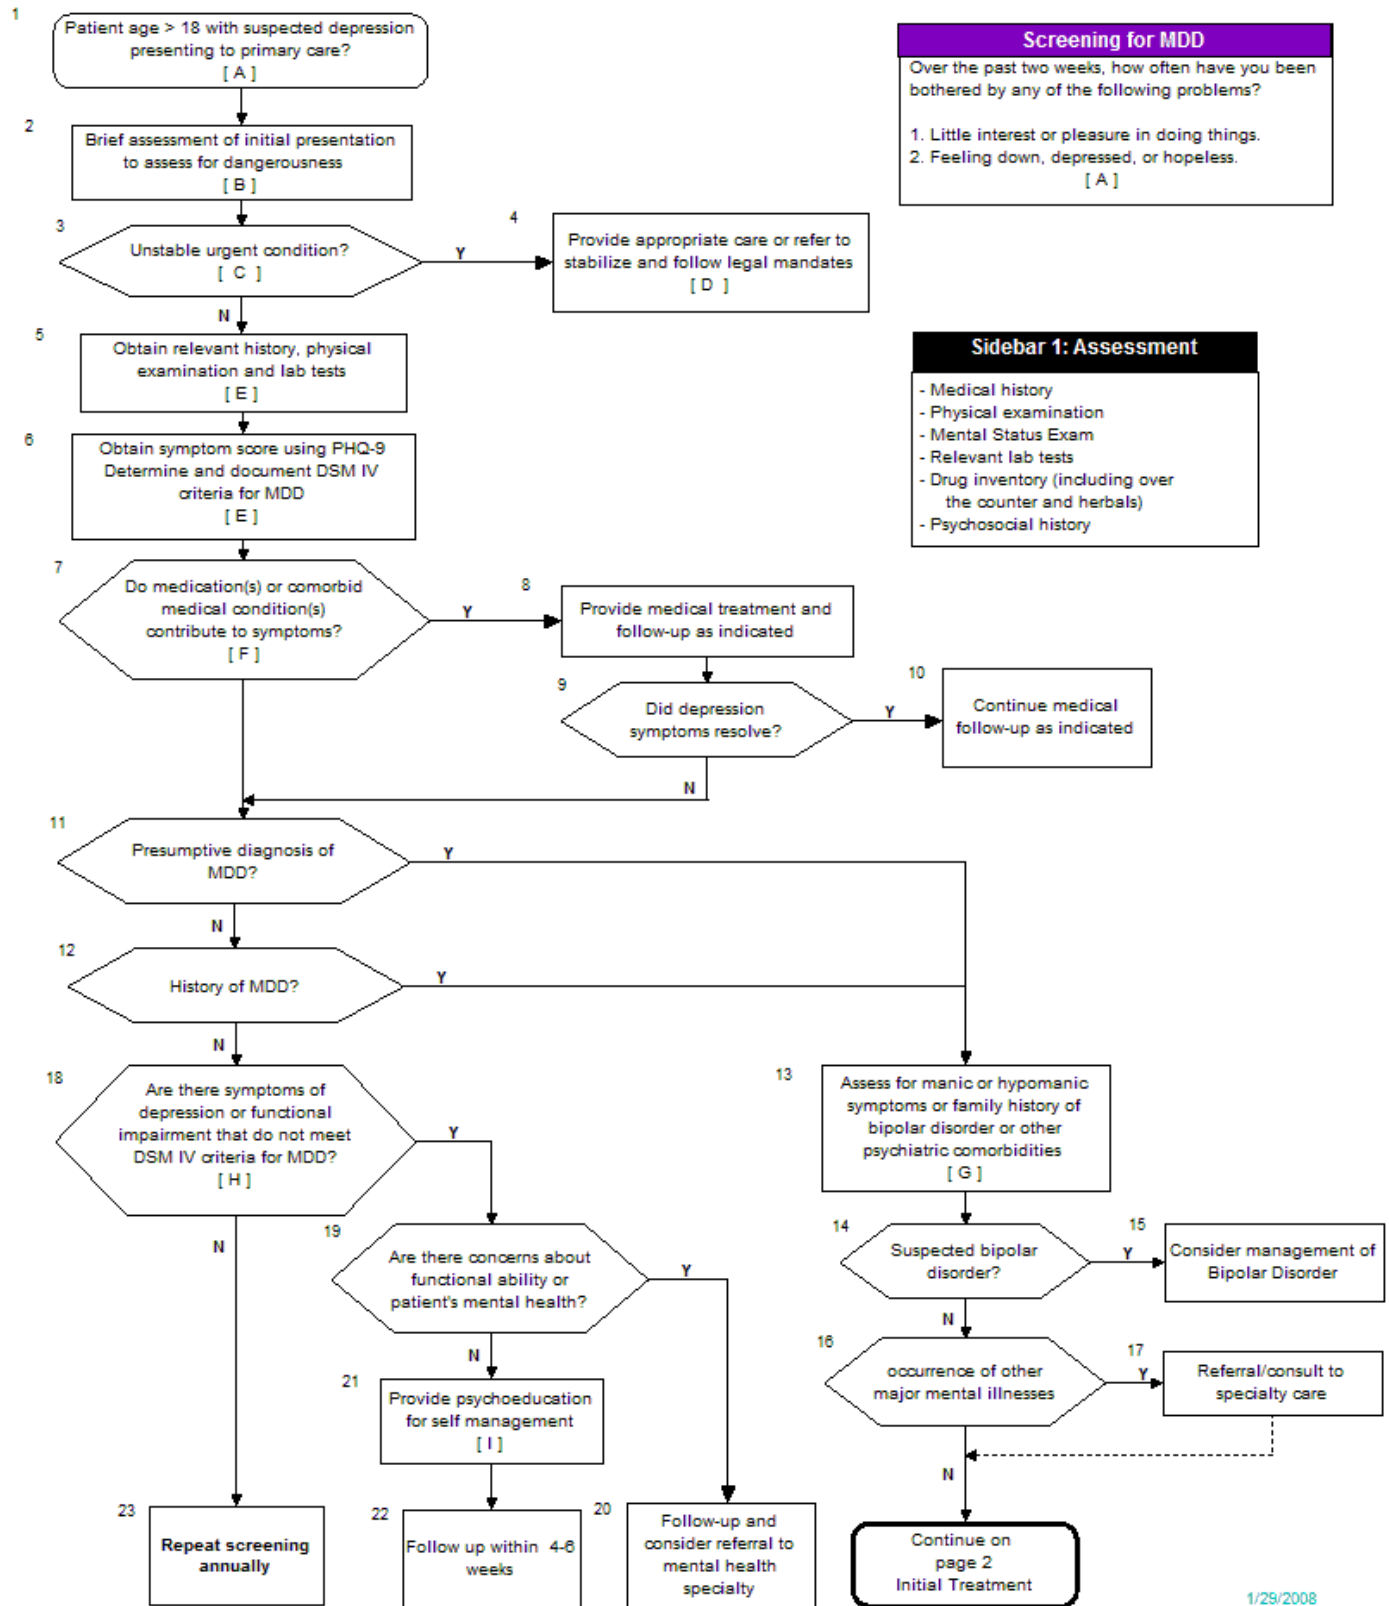 1
Patient age > 18 with suspected depression
presenting to primary care?
[ A ]
Screening for MDD
Over the past two weeks, how often have you been
bothered by any of the following problems?
1. Little interest or pleasure in doing things.
2. Feeling down, depressed, or hopeless.
[ A ]
2
Brief assessment of initial presentation
to assess for dangerousness
[ B ]
3
Unstable urgent condition?
[ C ]
Y
N
4
Provide appropriate care or refer to
stabilize and follow legal mandates
[ D ]
5
Obtain relevant history, physical
examination and lab tests
[ E ]
Sidebar 1: Assessment
- Medical history
- Physical examination
- Mental Status Exam
- Relevant lab tests
- Drug inventory (including over
the counter and herbals)
- Psychosocial history
6
Obtain symptom score using PHQ-9
Determine and document DSM IV
criteria for MDD
[ E ]
7
Do medication(s) or comorbid
medical condition(s)
contribute to symptoms?
[ F ]
Y
8
Provide medical treatment and
follow-up as indicated
9
Did depression
symptoms resolve?
Y
N
10
Continue medical
follow-up as indicated
11
Presumptive diagnosis of
MDD?
Y
N
12
History of MDD?
Y
N
18
Are there symptoms of
depression or functional
impairment that do not meet
DSM IV criteria for MDD?
[ H ]
Y
N
13
Assess for manic or hypomanic
symptoms or family history of
bipolar disorder or other
psychiatric comorbidities
[ G ]
14
Suspected bipolar
disorder?
Y
N
15
Consider management of
Bipolar Disorder
19
Are there concerns about
functional ability or
patient's mental health?
Y
N
16
occurrence of other
major mental illnesses
Y
N
17
Referral/consult to
specialty care
21
Provide psychoeducation
for self management
[ I ]
23
Repeat screening
annually
22
Follow up within 4-6
weeks
20
Follow-up and
consider referral to
mental health
specialty
Continue on
page 2
Initial Treatment
1/29/2008